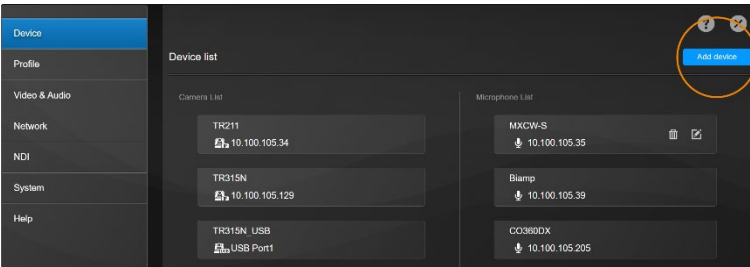 Device
Profile
Video & Audio
Network
NDI
System
Help
?
Device list
Add device
Camera List
TR211
10.100.105.34
TR315N
10.100.105.129
TR315N_USB
USB Port1
Microphone List
MXCW-S
10.100.105.35
Biamp
10.100.105.39
CO360DX
10.100.105.205